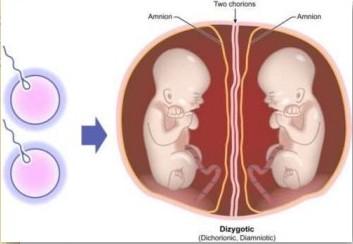 Two chorions
Amnion
Amnion
Dizygotic
(Dichorionic, Diamniotic)